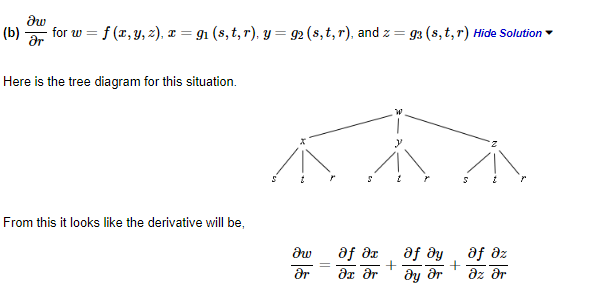 (b) ∂w/∂r for w = f (x, y, z), x = g₁ (s, t, r), y = g₂ (s, t, r), and z = g₃ (s, t, r) Hide Solution ▾
Here is the tree diagram for this situation.
w
x y z
s t r s t r s t r
From this it looks like the derivative will be,
∂w/∂r = ∂f/∂x ∂x/∂r + ∂f/∂y ∂y/∂r + ∂f/∂z ∂z/∂r